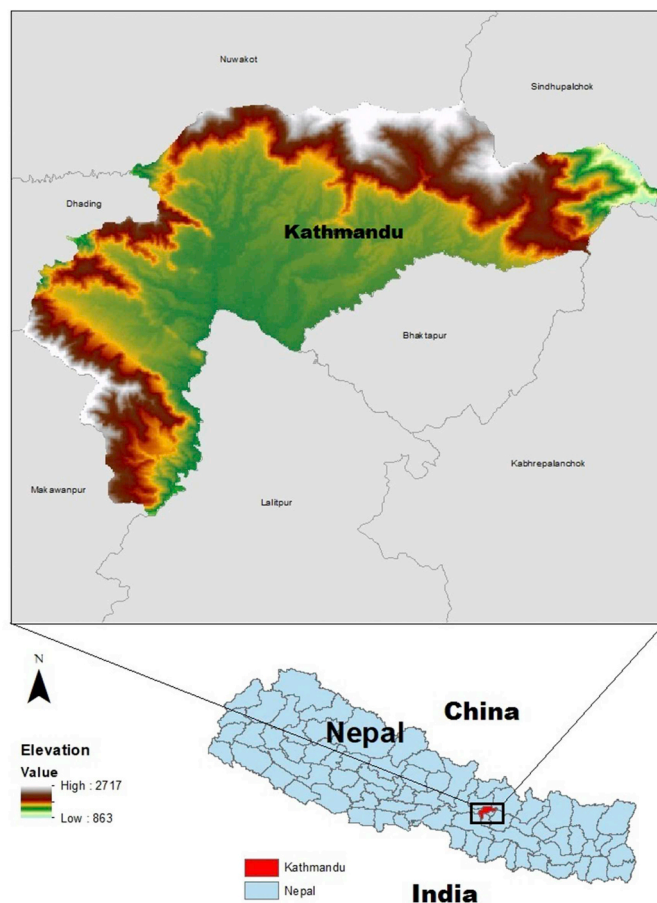 Nuwakot
Sindhupalchok
Dhading
Kathmandu
Bhaktapur
Kabhrepalanchok
Makawanpur
Lalitpur
N
China
Nepal
Elevation
Value
High : 2717
Low : 863
Kathmandu
Nepal
India